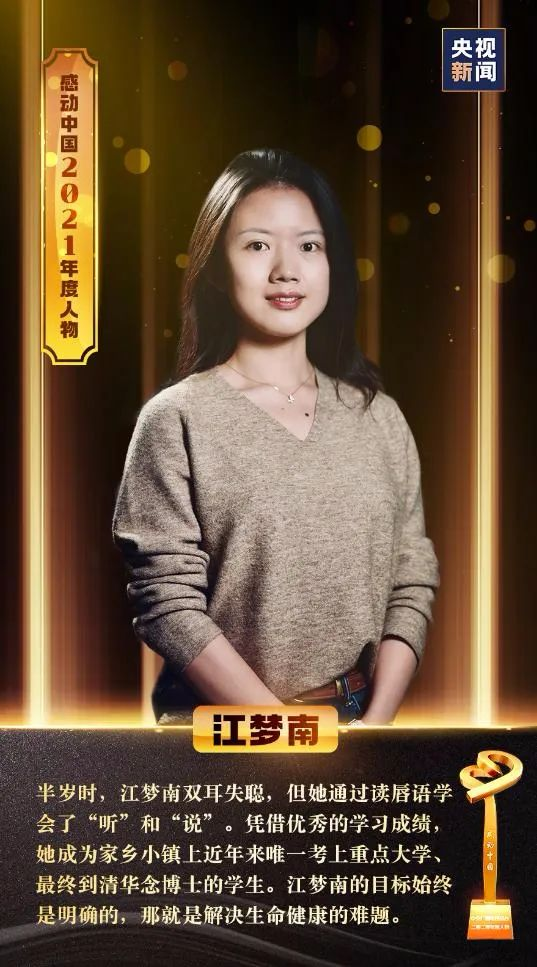 央视
新闻
感动中国2021年度人物
江梦南
半岁时，江梦南双耳失聪，但她通过读唇语学
会了“听”和“说”。凭借优秀的学习成绩，
她成为家乡小镇上近年来唯一考上重点大学、
最终到清华念博士的学生。江梦南的目标始终
是明确的，那就是解决生命健康的难题。
感动中国